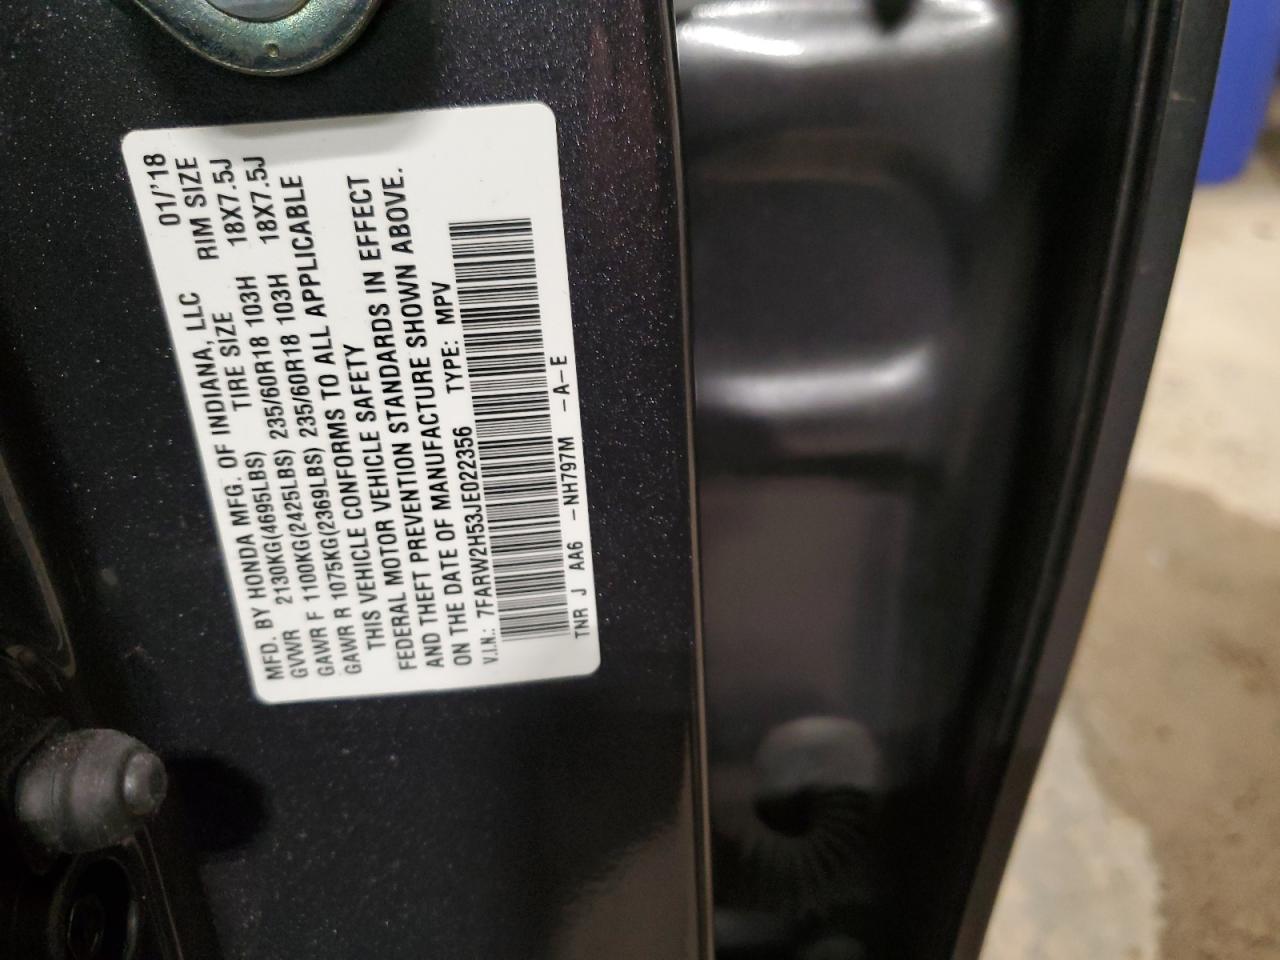 MFD. BY HONDA MFG. OF INDIANA, LLC 01/'18
GVWR 2130KG(4695LBS) TIRE SIZE RIM SIZE
GAWR F 1100KG(2425LBS) 235/60R18 103H 18X7.5J
GAWR R 1075KG(2369LBS) 235/60R18 103H 18X7.5J
THIS VEHICLE CONFORMS TO ALL APPLICABLE
FEDERAL MOTOR VEHICLE SAFETY
AND THEFT PREVENTION STANDARDS IN EFFECT
ON THE DATE OF MANUFACTURE SHOWN ABOVE.
V.I.N.: 7FARW2H53JE022356 TYPE: MPV
TNR J AA6 -NH797M -A-E